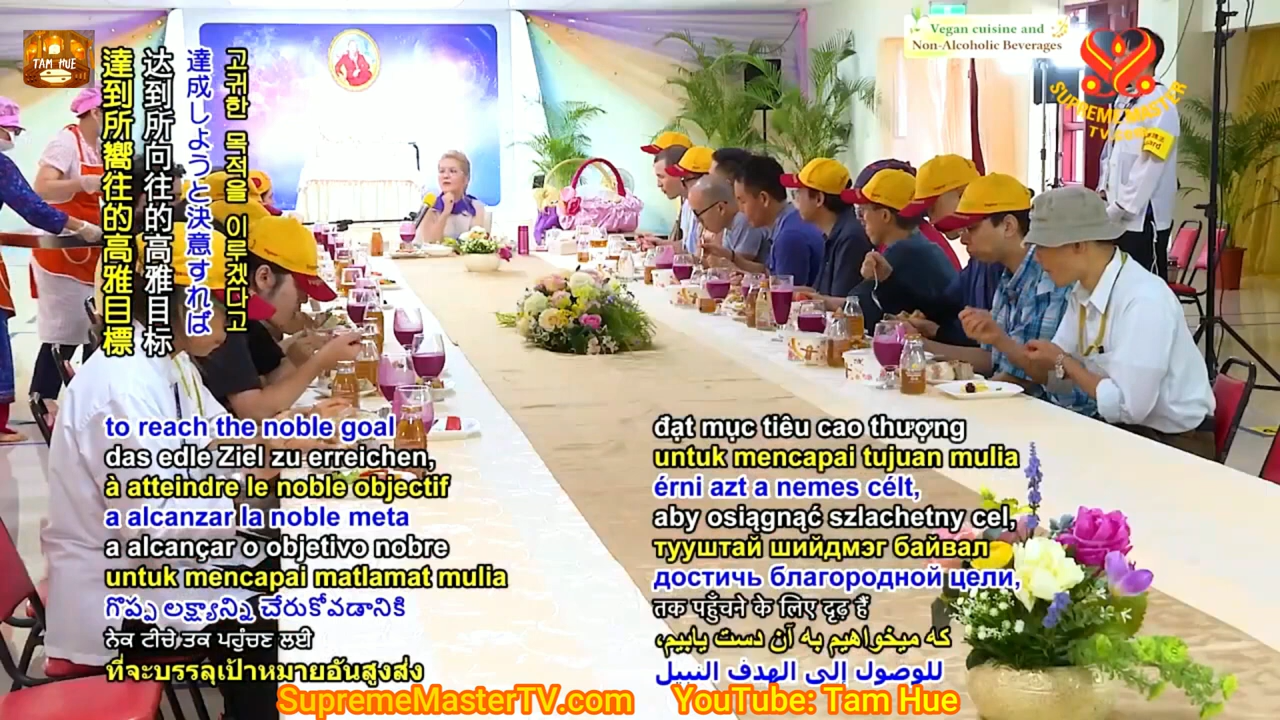 TAM HUE
達到所嚮往的高雅目標
达到所向往的高雅目标
達成しようと決意すれば
고귀한 목적을 이루겠다고
Vegan cuisine and
Non-Alcoholic Beverages
SUPREME MASTER
TV.com
to reach the noble goal
das edle Ziel zu erreichen,
à atteindre le noble objectif
a alcanzar la noble meta
a alcançar o objetivo nobre
untuk mencapai matlamat mulia
గొప్ప లక్ష్యాన్ని చేరుకోవడానికి
ਨੇਕ ਟੀਚੇ ਤਕ ਪਹੁੰਚਣ ਲਈ
ที่จะบรรลุเป้าหมายอันสูงส่ง
đạt mục tiêu cao thượng
untuk mencapai tujuan mulia
érni azt a nemes célt,
aby osiągnąć szlachetny cel,
тууштай шийдмэг байвал
достичь благородной цели,
तक पहुँचने के लिए दृढ़ हैं
که میخواهیم به آن دست یابیم،
للوصول إلى الهدف النبيل
SupremeMasterTV.com YouTube: Tam Hue